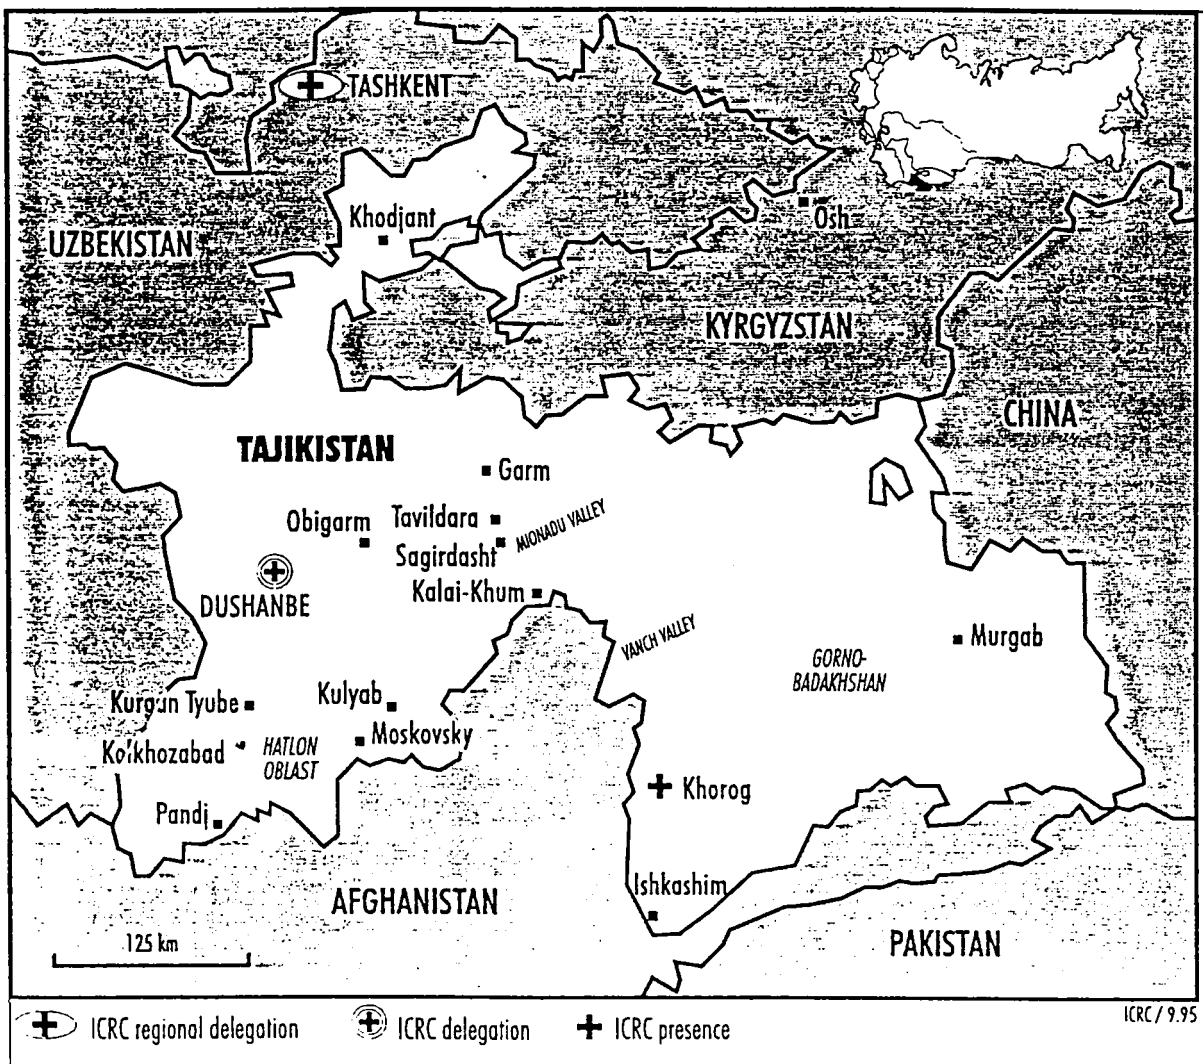 TASHKENT
Khodjant
Osh
UZBEKISTAN
KYRGYZSTAN
CHINA
TAJIKISTAN
Garm
Obigarm
Tavildara
MIONADU VALLEY
Sagirdasht
DUSHANBE
Kalai-Khum
VANCH VALLEY
Murgab
GORNO-
BADAKHSHAN
Kurgan Tyube
Kulyab
Moskovsky
Kolkhozabad
HATLON
OBLAST
Khorog
Pandj
Ishkashim
AFGHANISTAN
PAKISTAN
125 km
ICRC regional delegation
ICRC delegation
ICRC presence
ICRC / 9.95